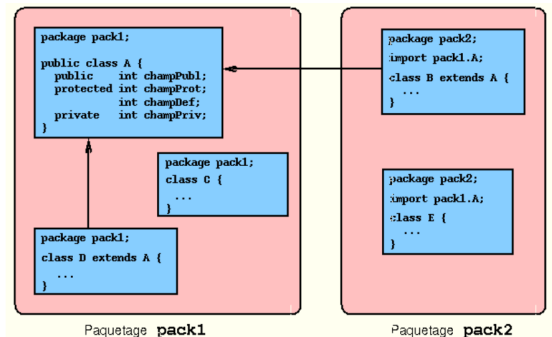 package pack1;
public class A {
public int champPubl;
protected int champProt;
int champDef;
private int champPriv;
}
package pack1;
class C {
...
}
package pack1;
class D extends A {
...
}
Paquetage pack1
package pack2;
import pack1.A;
class B extends A {
...
}
package pack2;
import pack1.A;
class E {
...
}
Paquetage pack2